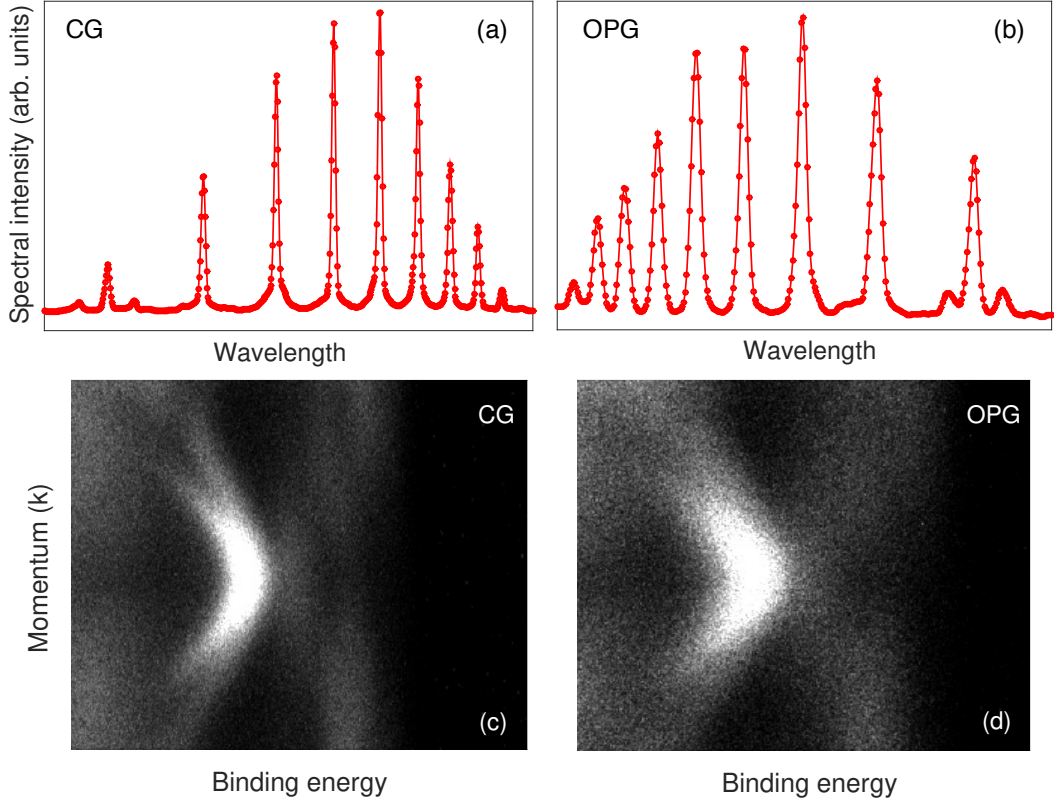 CG
(a)
OPG
(b)
Spectral intensity (arb. units)
Wavelength
Wavelength
CG
OPG
Momentum (k)
(c)
(d)
Binding energy
Binding energy